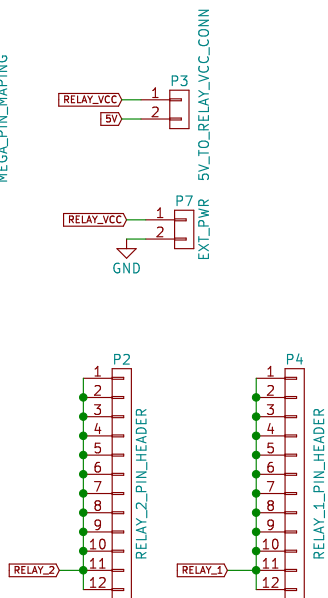 MEGA_PIN_MAPING
P3
RELAY_VCC 1
5V 2
5V_TO_RELAY_VCC_CONN
P7
RELAY_VCC 1
2
GND
EXT_PWR
P2
1
2
3
4
5
6
7
8
9
10
RELAY_2 11
12
RELAY_2_PIN_HEADER
P4
1
2
3
4
5
6
7
8
9
10
RELAY_1 11
12
RELAY_1_PIN_HEADER